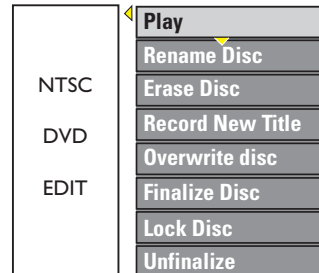 NTSC
DVD
EDIT
Play
Rename Disc
Erase Disc
Record New Title
Overwrite disc
Finalize Disc
Lock Disc
Unfinalize